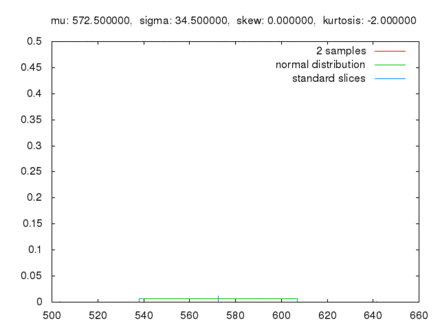 mu: 572.500000, sigma: 34.500000, skew: 0.000000, kurtosis: -2.000000
0.5
2 samples
normal distribution
0.45
standard slices
0.4
0.35
0.3
0.25
0.2
0.15
0.1
0.05
0
500 520 540 560 580 600 620 640 660